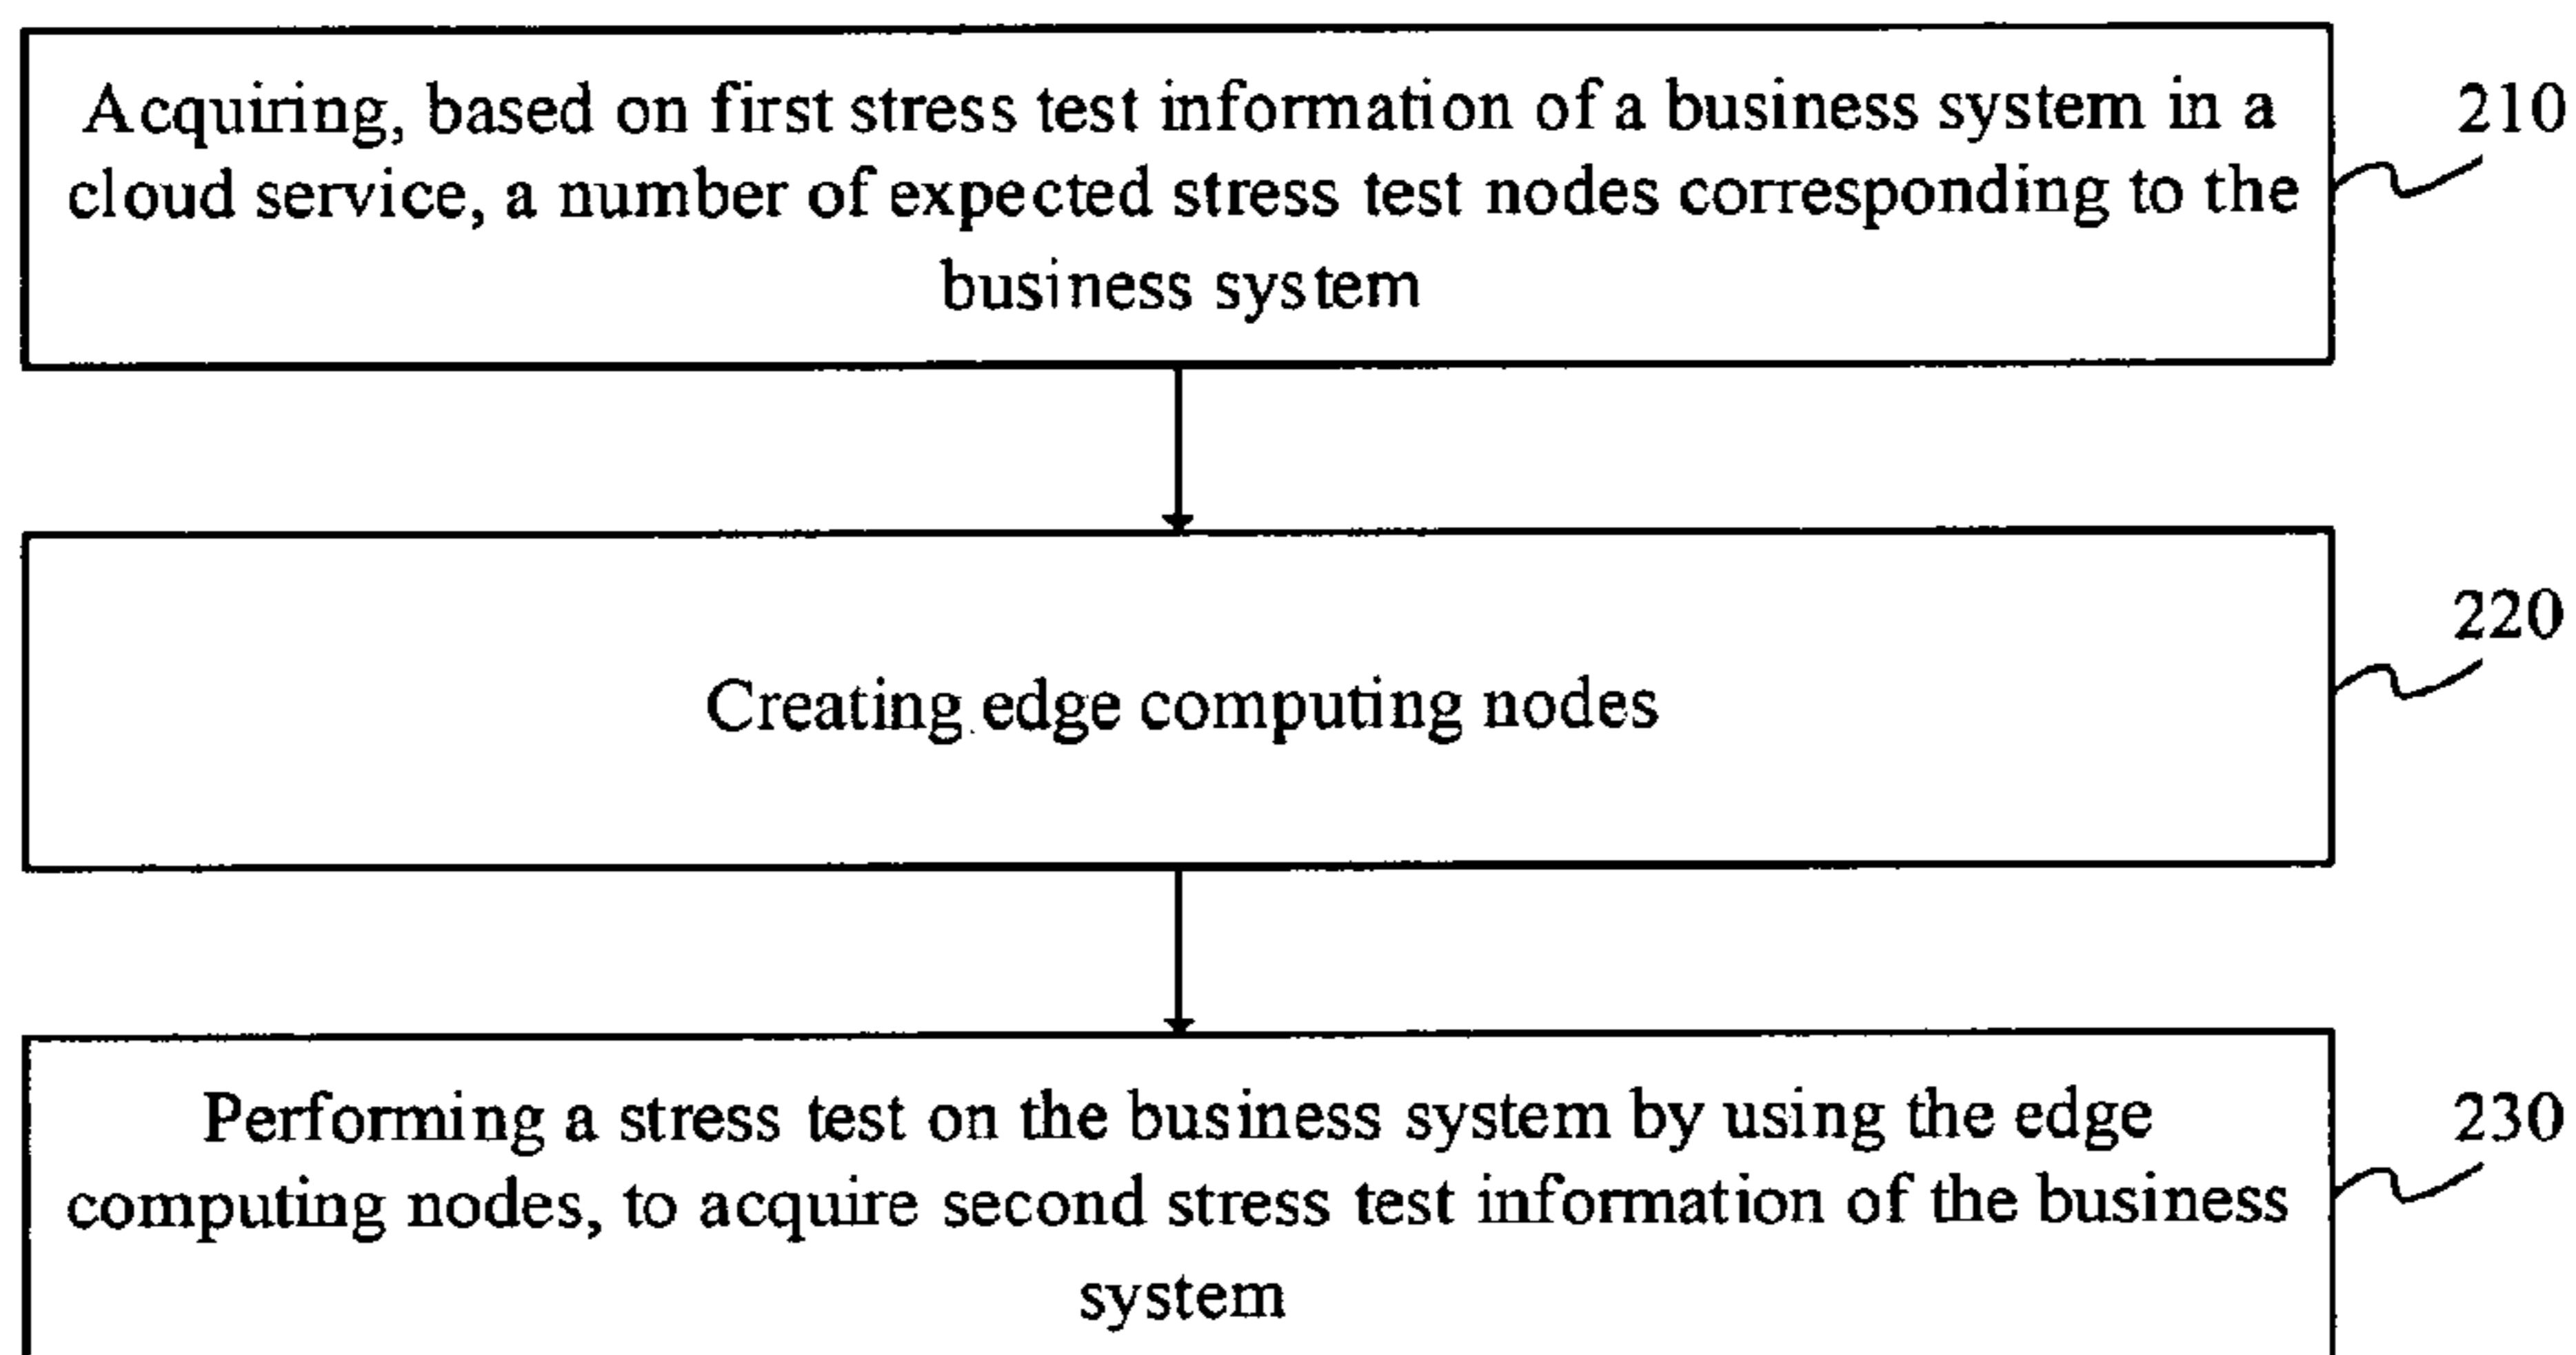 Acquiring, based on first stress test information of a business system in a
cloud service, a number of expected stress test nodes corresponding to the
business system
210
Creating edge computing nodes
220
Performing a stress test on the business system by using the edge
computing nodes, to acquire second stress test information of the business
system
230